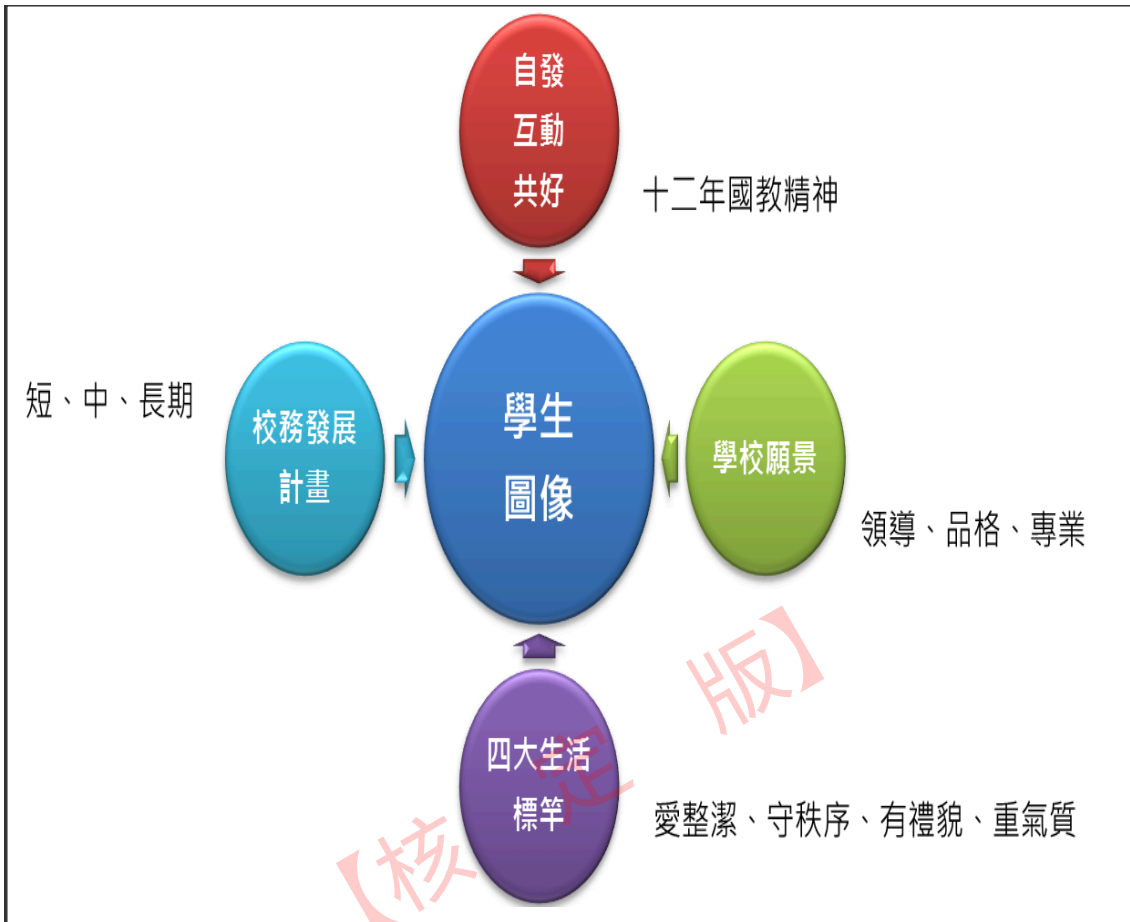 自發
互動
共好
十二年國教精神
短、中、長期
校務發展
計畫
學生
圖像
學校願景
領導、品格、專業
四大生活
標竿
愛整潔、守秩序、有禮貌、重氣質
【核定版】